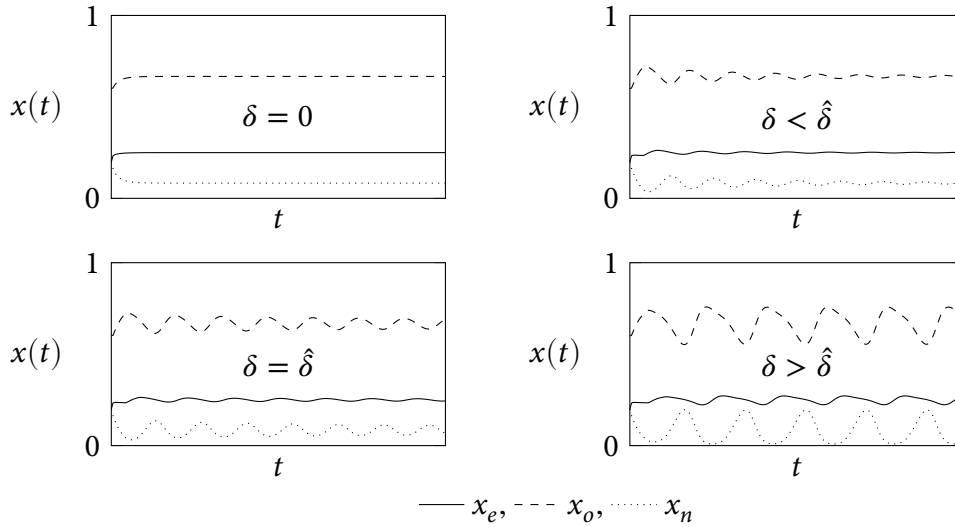 1
x(t)
δ = 0
0
t
1
x(t)
δ < δ̂
0
t
1
x(t)
δ = δ̂
0
t
1
x(t)
δ > δ̂
0
t
x_e, x_o, x_n